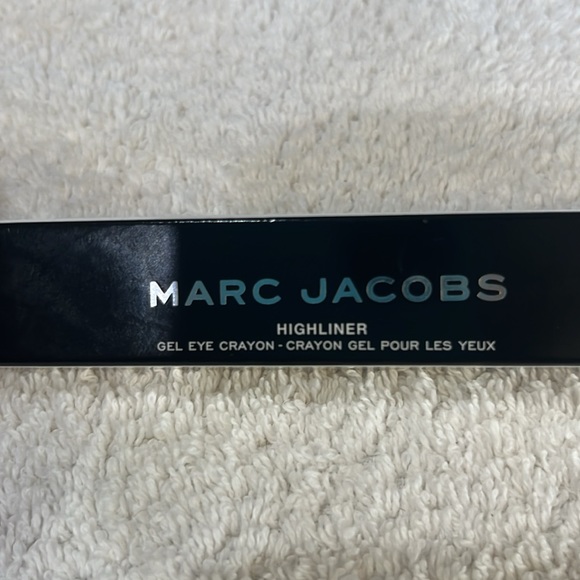 MARC JACOBS
HIGHLINER
GEL EYE CRAYON - CRAYON GEL POUR LES YEUX